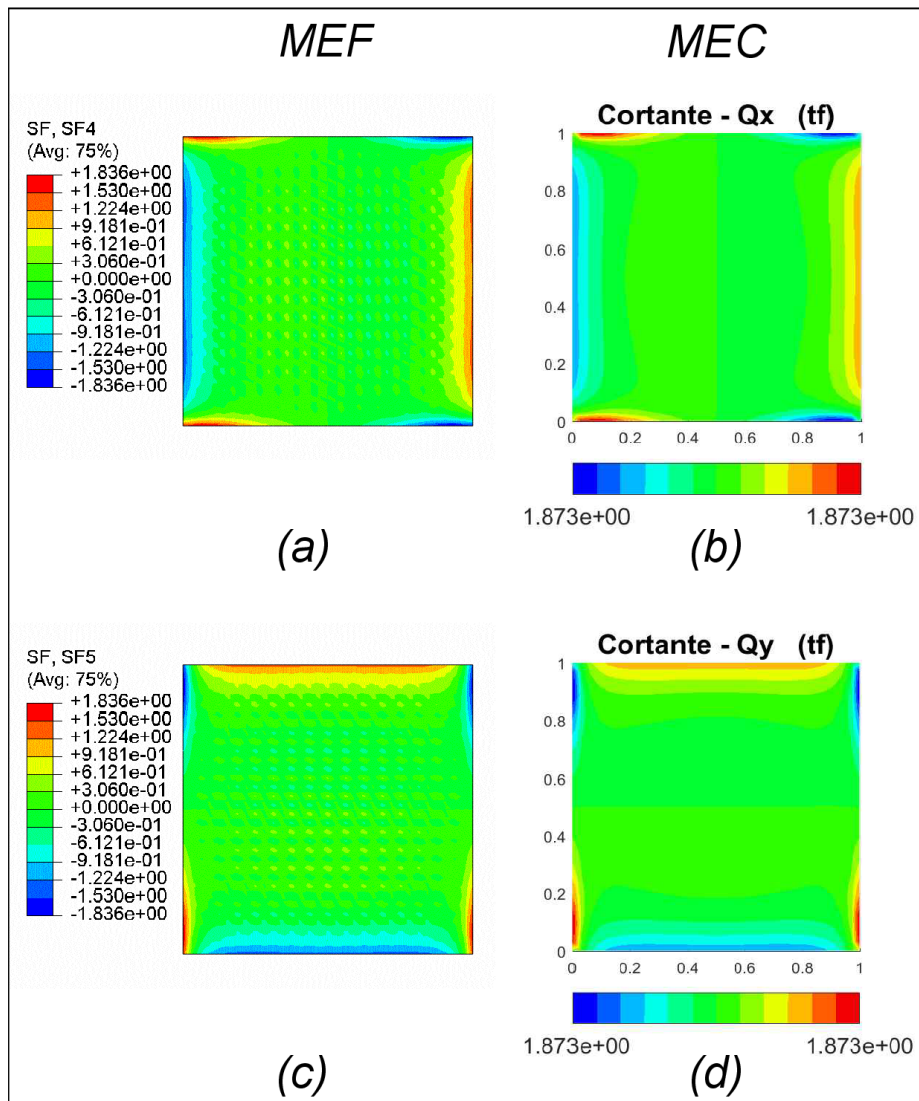 MEF
MEC
SF, SF4
(Avg: 75%)
+1.836e+00
+1.530e+00
+1.224e+00
+9.181e-01
+6.121e-01
+3.060e-01
+0.000e+00
-3.060e-01
-6.121e-01
-9.181e-01
-1.224e+00
-1.530e+00
-1.836e+00
Cortante - Qx (tf)
1
0.8
0.6
0.4
0.2
0
0 0.2 0.4 0.6 0.8 1
1.873e+00 1.873e+00
(a)
(b)
SF, SF5
(Avg: 75%)
+1.836e+00
+1.530e+00
+1.224e+00
+9.181e-01
+6.121e-01
+3.060e-01
+0.000e+00
-3.060e-01
-6.121e-01
-9.181e-01
-1.224e+00
-1.530e+00
-1.836e+00
Cortante - Qy (tf)
1
0.8
0.6
0.4
0.2
0
0 0.2 0.4 0.6 0.8 1
1.873e+00 1.873e+00
(c)
(d)